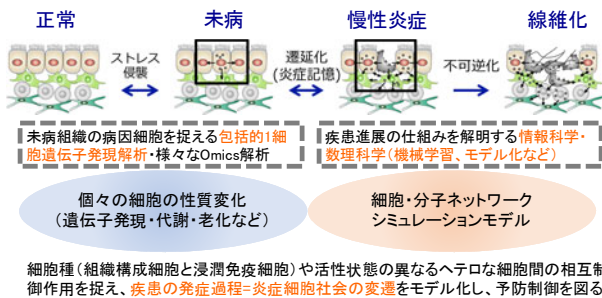 正常
未病
慢性炎症
線維化
ストレス
侵襲
遷延化
(炎症記憶)
不可逆化
未病組織の病因細胞を捉える包括的1細
胞遺伝子発現解析・様々なOmics解析
疾患進展の仕組みを解明する情報科学・
数理科学(機械学習、モデル化など)
個々の細胞の性質変化
(遺伝子発現・代謝・老化など)
細胞・分子ネットワーク
シミュレーションモデル
細胞種(組織構成細胞と浸潤免疫細胞)や活性状態の異なるヘテロな細胞間の相互制
御作用を捉え、疾患の発症過程=炎症細胞社会の変遷をモデル化し、予防制御を図る